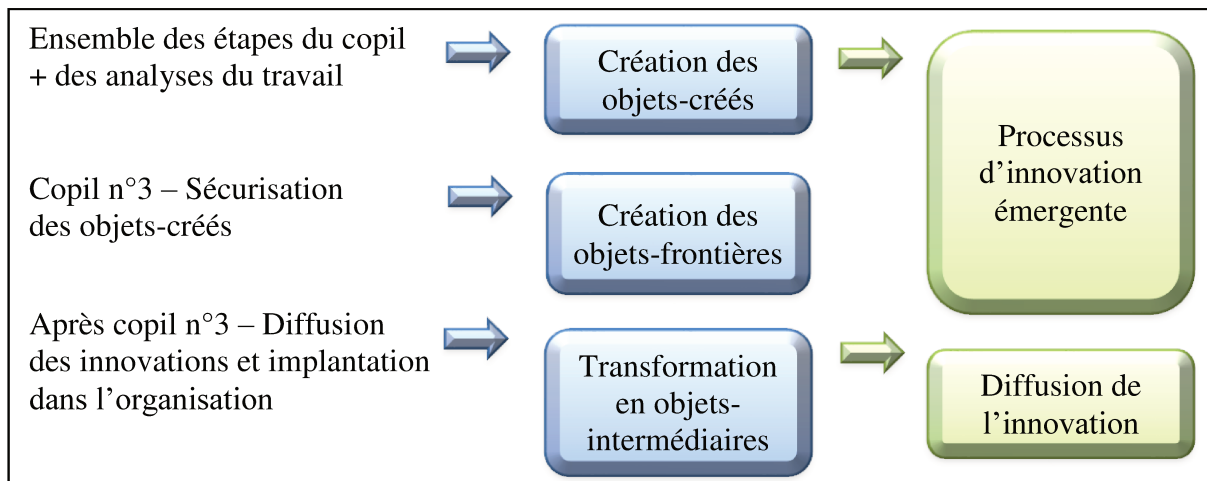 Ensemble des étapes du copil
+ des analyses du travail
Création des
objets-créés
Processus
d’innovation
émergente
Copil n°3 – Sécurisation
des objets-créés
Création des
objets-frontières
Après copil n°3 – Diffusion
des innovations et implantation
dans l’organisation
Transformation
en objets-
intermédiaires
Diffusion de
l’innovation